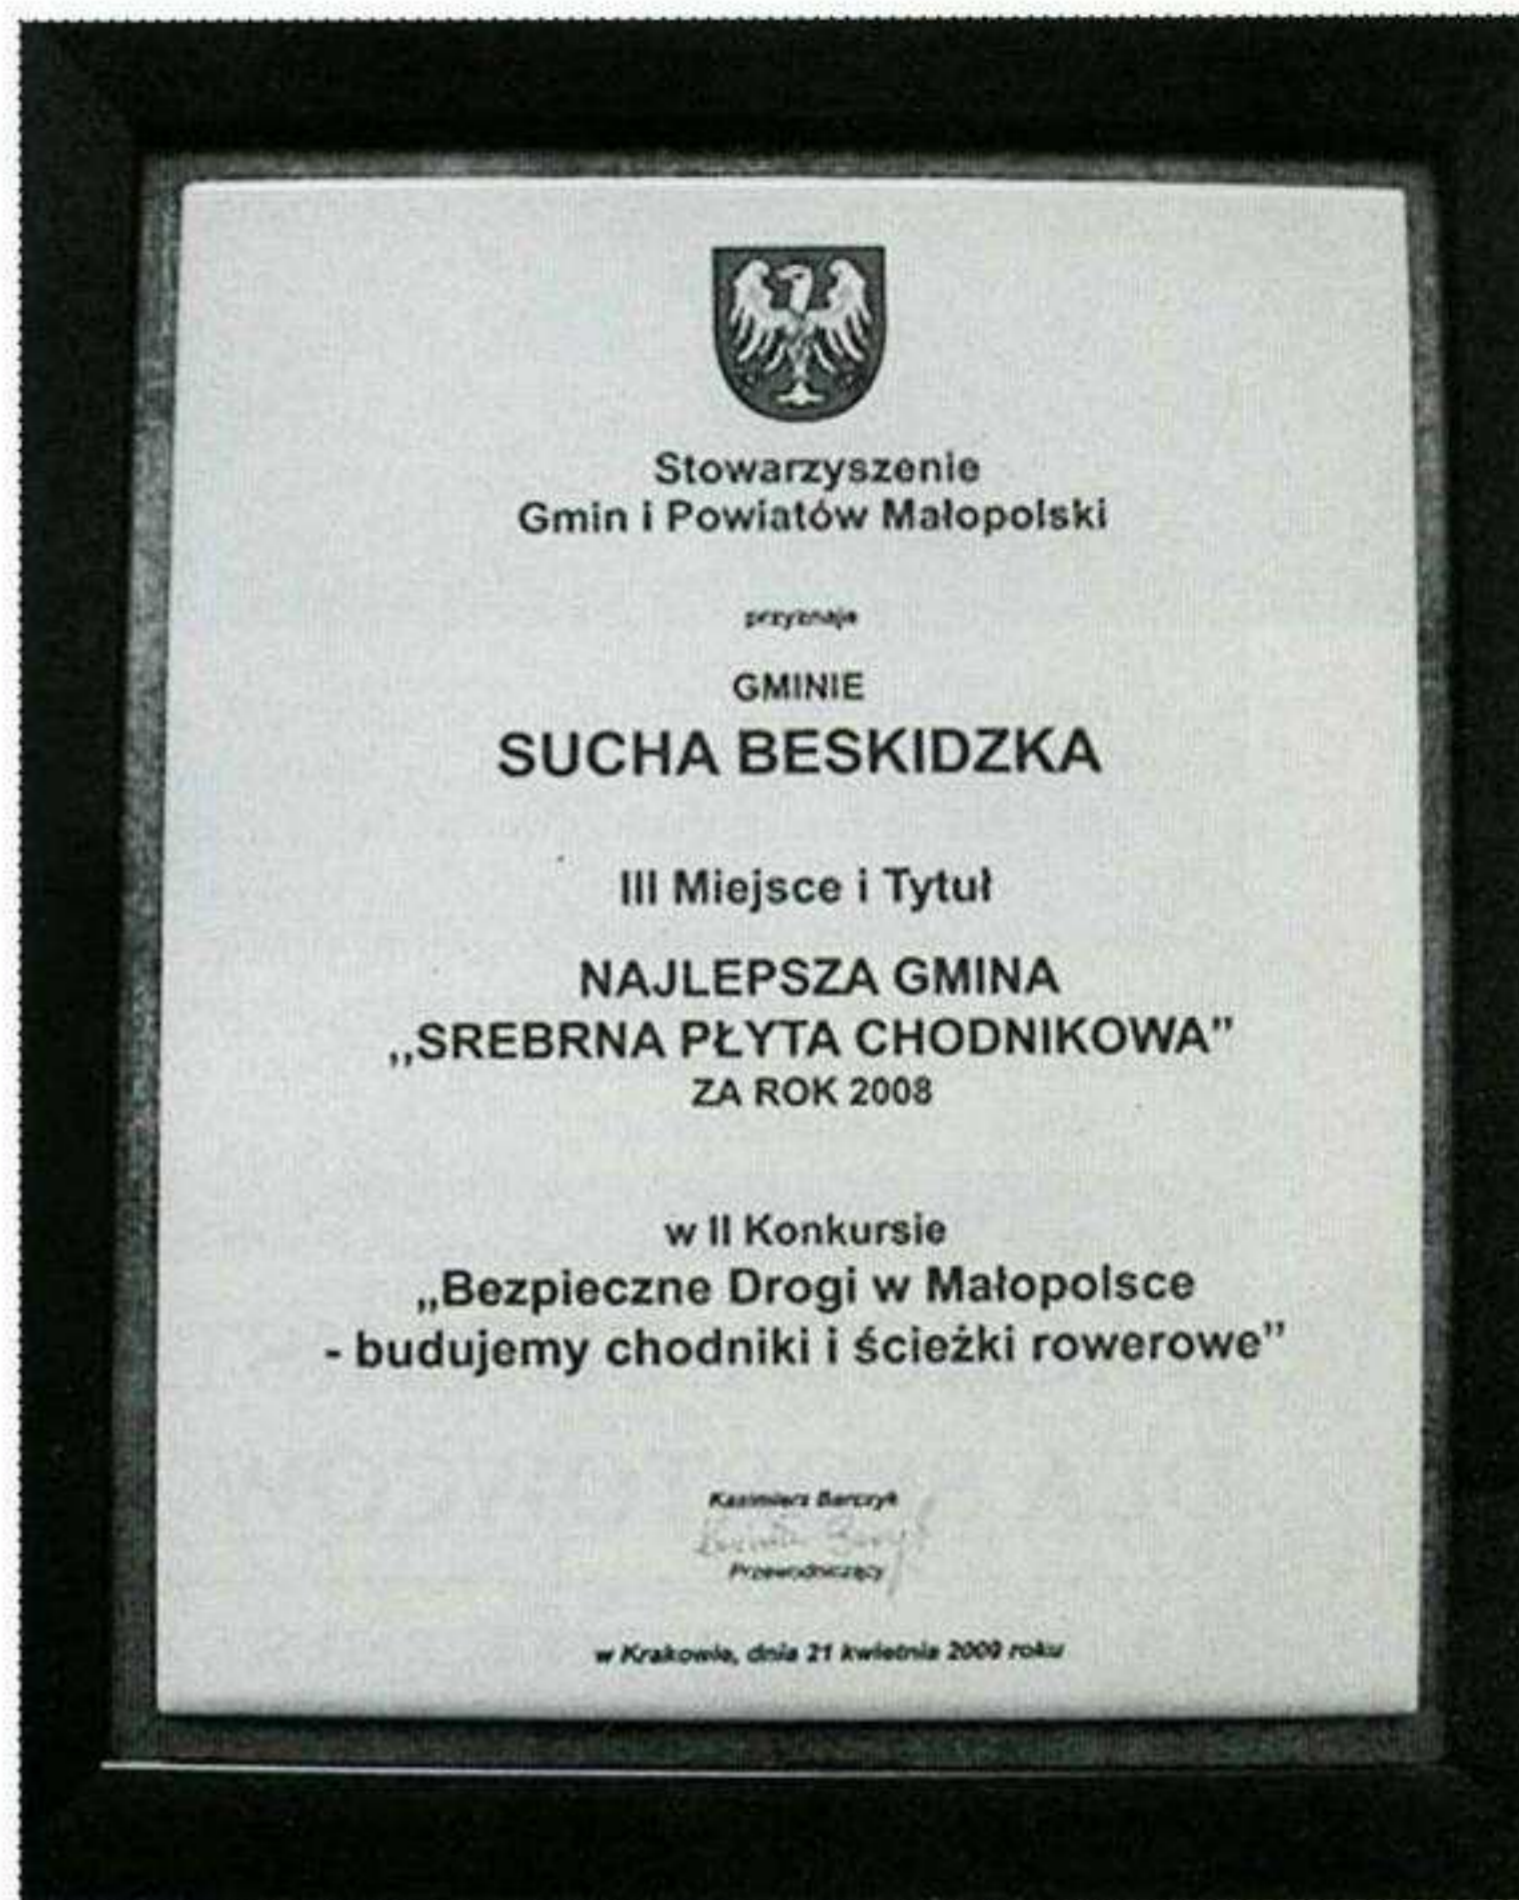 Stowarzyszenie
Gmin i Powiatów Małopolski
przyznaje
GMINIE
SUCHA BESKIDZKA
III Miejsce i Tytuł
NAJLEPSZA GMINA
„SREBRNA PŁYTA CHODNIKOWA”
ZA ROK 2008
w II Konkursie
„Bezpieczne Drogi w Małopolsce
- budujemy chodniki i ścieżki rowerowe”
Kazimierz Barczyk
Przewodniczący
w Krakowie, dnia 21 kwietnia 2009 roku